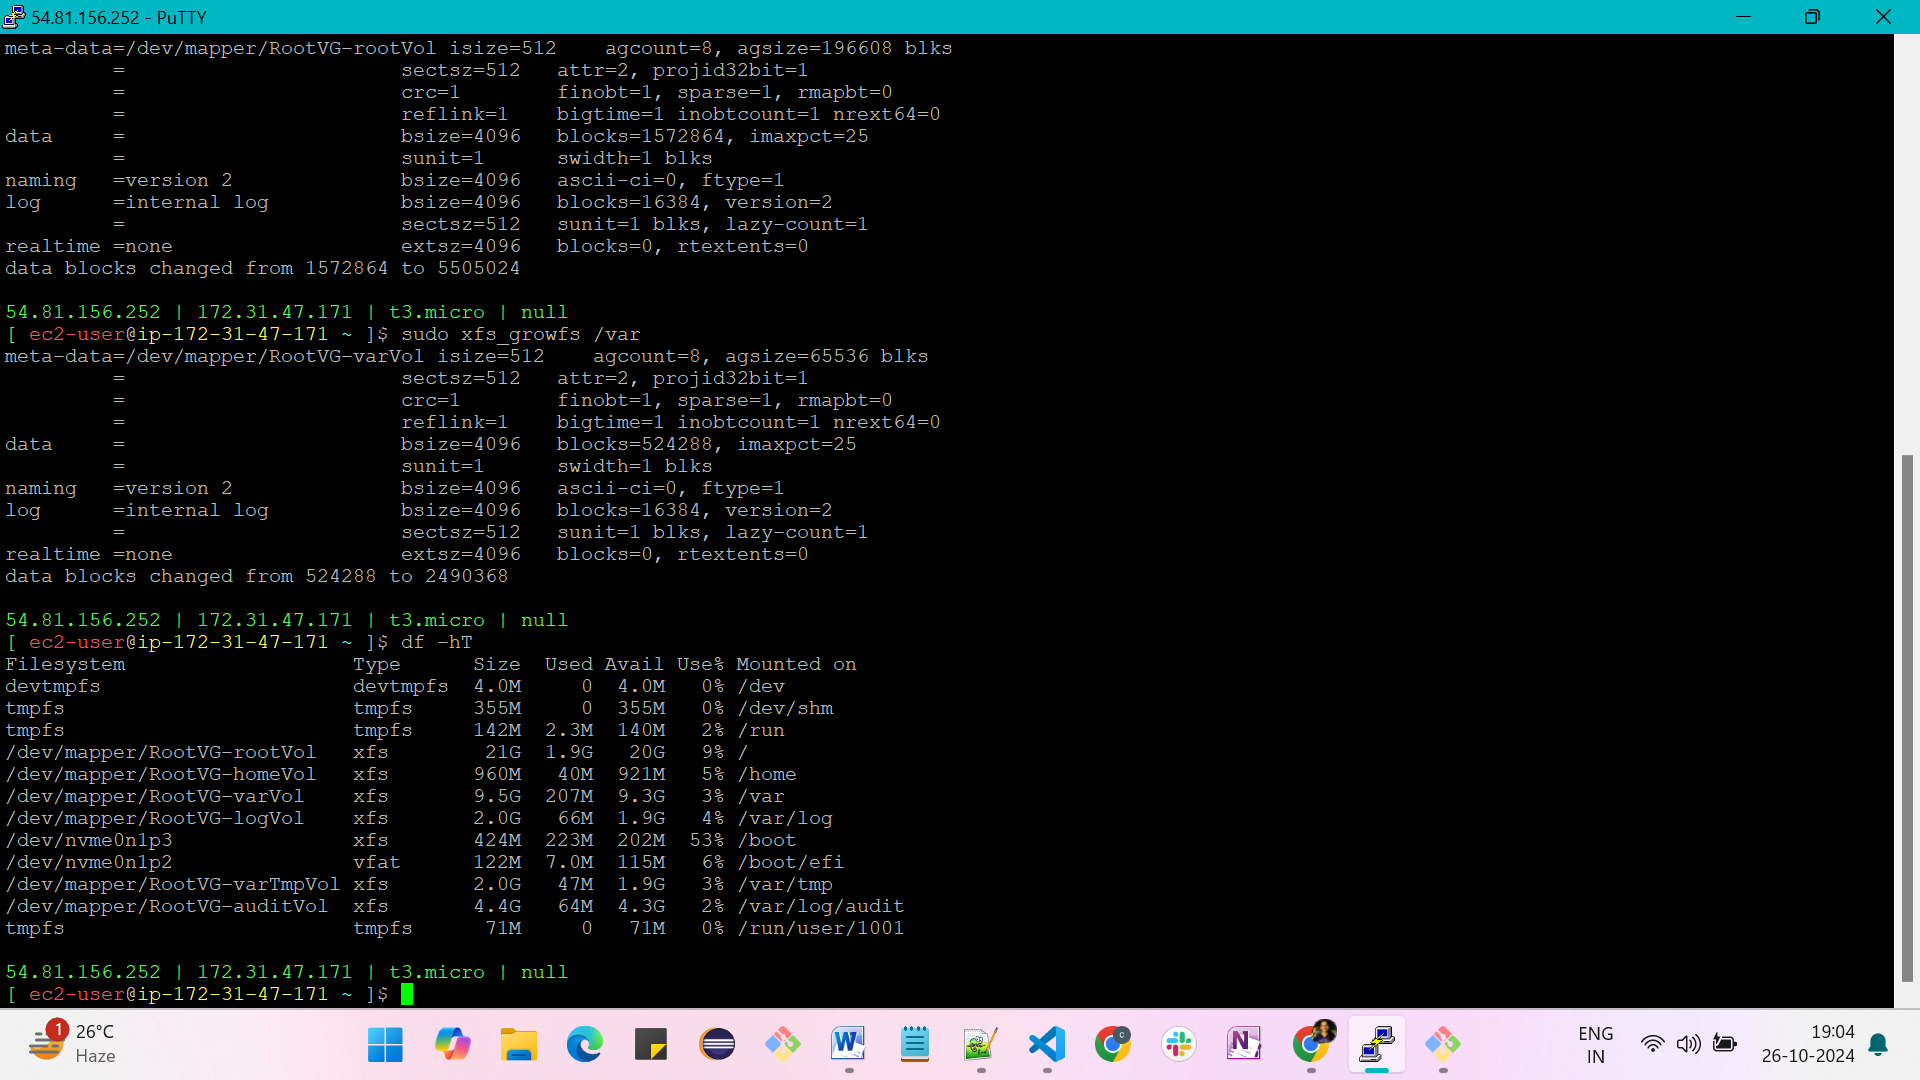 54.81.156.252 - PuTTY
meta-data=/dev/mapper/RootVG-rootVol isize=512    agcount=8, agsize=196608 blks
         =                       sectsz=512   attr=2, projid32bit=1
         =                       crc=1        finobt=1, sparse=1, rmapbt=0
         =                       reflink=1    bigtime=1 inobtcount=1 nrext64=0
data     =                       bsize=4096   blocks=1572864, imaxpct=25
         =                       sunit=1      swidth=1 blks
naming   =version 2              bsize=4096   ascii-ci=0, ftype=1
log      =internal log           bsize=4096   blocks=16384, version=2
         =                       sectsz=512   sunit=1 blks, lazy-count=1
realtime =none                   extsz=4096   blocks=0, rtextents=0
data blocks changed from 1572864 to 5505024
54.81.156.252 | 172.31.47.171 | t3.micro | null
[ ec2-user@ip-172-31-47-171 ~ ]$ sudo xfs_growfs /var
meta-data=/dev/mapper/RootVG-varVol isize=512    agcount=8, agsize=65536 blks
         =                       sectsz=512   attr=2, projid32bit=1
         =                       crc=1        finobt=1, sparse=1, rmapbt=0
         =                       reflink=1    bigtime=1 inobtcount=1 nrext64=0
data     =                       bsize=4096   blocks=524288, imaxpct=25
         =                       sunit=1      swidth=1 blks
naming   =version 2              bsize=4096   ascii-ci=0, ftype=1
log      =internal log           bsize=4096   blocks=16384, version=2
         =                       sectsz=512   sunit=1 blks, lazy-count=1
realtime =none                   extsz=4096   blocks=0, rtextents=0
data blocks changed from 524288 to 2490368
54.81.156.252 | 172.31.47.171 | t3.micro | null
[ ec2-user@ip-172-31-47-171 ~ ]$ df -hT
Filesystem                   Type      Size  Used Avail Use% Mounted on
devtmpfs                     devtmpfs  4.0M     0  4.0M   0% /dev
tmpfs                        tmpfs     355M     0  355M   0% /dev/shm
tmpfs                        tmpfs     142M  2.3M  140M   2% /run
/dev/mapper/RootVG-rootVol   xfs        21G  1.9G   20G   9% /
/dev/mapper/RootVG-homeVol   xfs       960M   40M  921M   5% /home
/dev/mapper/RootVG-varVol    xfs       9.5G  207M  9.3G   3% /var
/dev/mapper/RootVG-logVol    xfs       2.0G   66M  1.9G   4% /var/log
/dev/nvme0n1p3               xfs       424M  223M  202M  53% /boot
/dev/nvme0n1p2               vfat      122M  7.0M  115M   6% /boot/efi
/dev/mapper/RootVG-varTmpVol xfs       2.0G   47M  1.9G   3% /var/tmp
/dev/mapper/RootVG-auditVol  xfs       4.4G   64M  4.3G   2% /var/log/audit
tmpfs                        tmpfs      71M     0   71M   0% /run/user/1001
54.81.156.252 | 172.31.47.171 | t3.micro | null
[ ec2-user@ip-172-31-47-171 ~ ]$
1
26°C
Haze
W
N
C
ENG
IN
19:04
26-10-2024